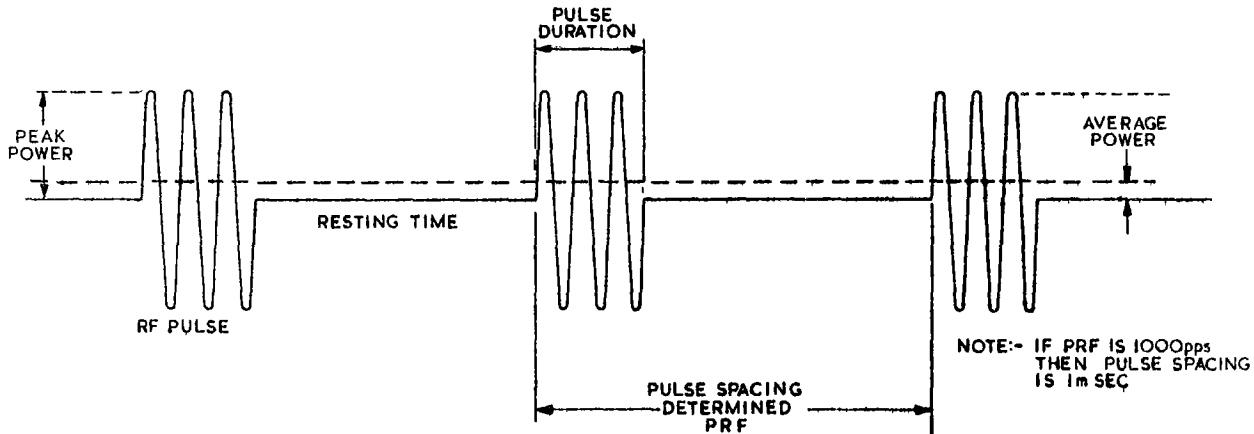 PULSE
DURATION
PEAK
POWER
AVERAGE
POWER
RESTING TIME
RF PULSE
NOTE:- IF PRF IS 1000pps
THEN PULSE SPACING
IS 1m SEC
PULSE SPACING
DETERMINED
PRF